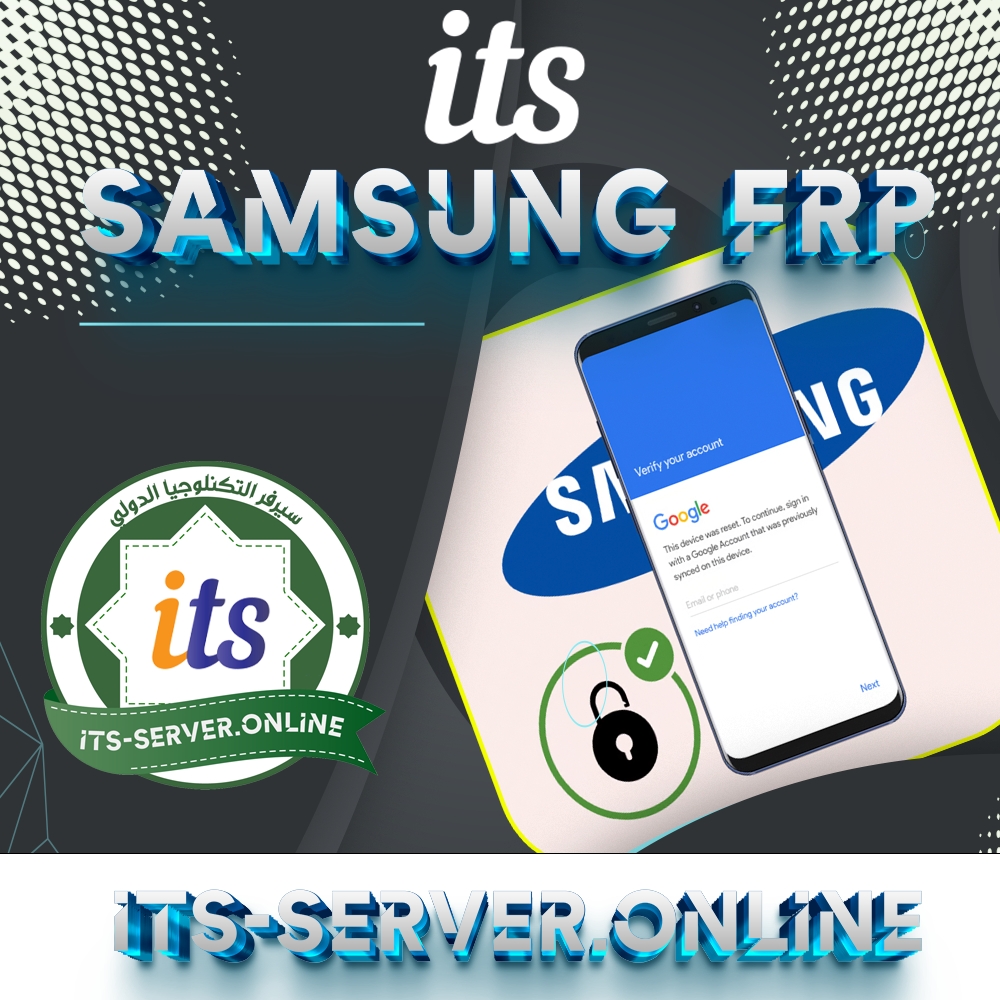 its
SAMSUNG FRP
SAMSUNG
Verify your account
Google
This device was reset. To continue, sign in
with a Google Account that was previously
synced on this device.
Email or phone
Need help finding your account?
Next
سيرفر التكنلوجيا الدولي
its
iTS-SERVER.ONLiNE
iTS-SERVER.ONLiNE